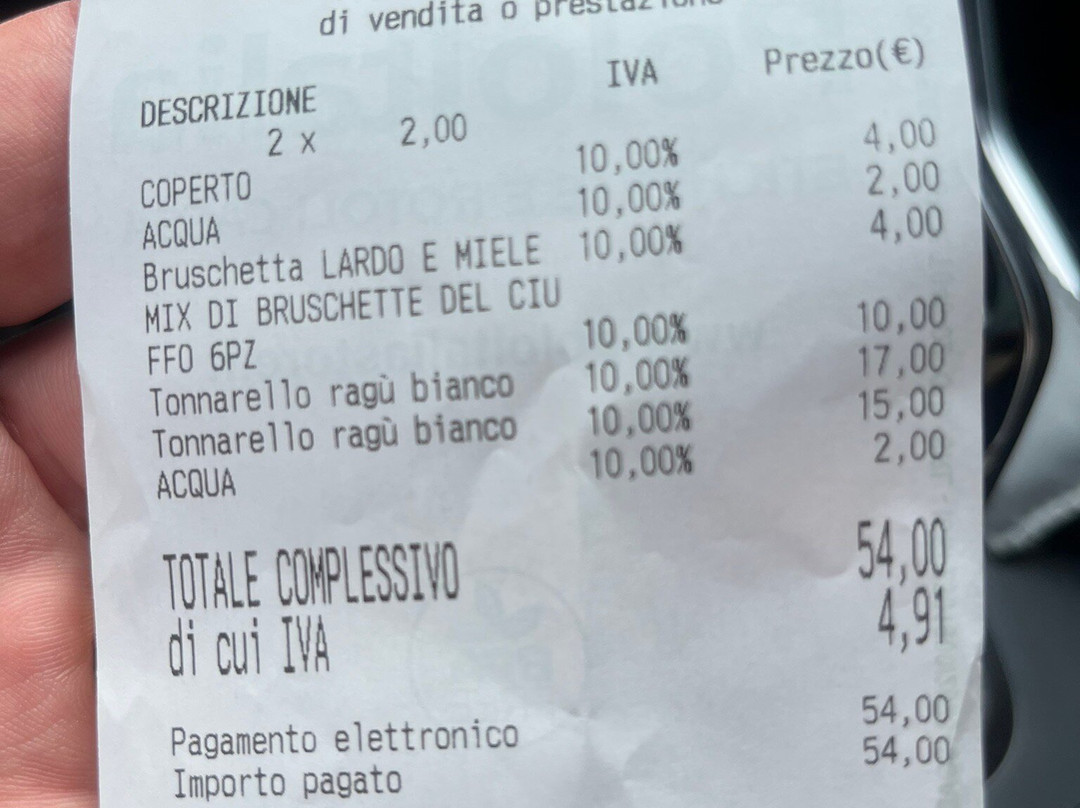 di vendita o prestazione
DESCRIZIONE IVA Prezzo(€)
2 x 2,00
COPERTO 10,00% 4,00
ACQUA 10,00% 2,00
Bruschetta LARDO E MIELE 10,00% 4,00
MIX DI BRUSCHETTE DEL CIU
FFO 6PZ 10,00% 10,00
Tonnarello ragù bianco 10,00% 17,00
Tonnarello ragù bianco 10,00% 15,00
ACQUA 10,00% 2,00
TOTALE COMPLESSIVO 54,00
di cui IVA 4,91
Pagamento elettronico 54,00
Importo pagato 54,00